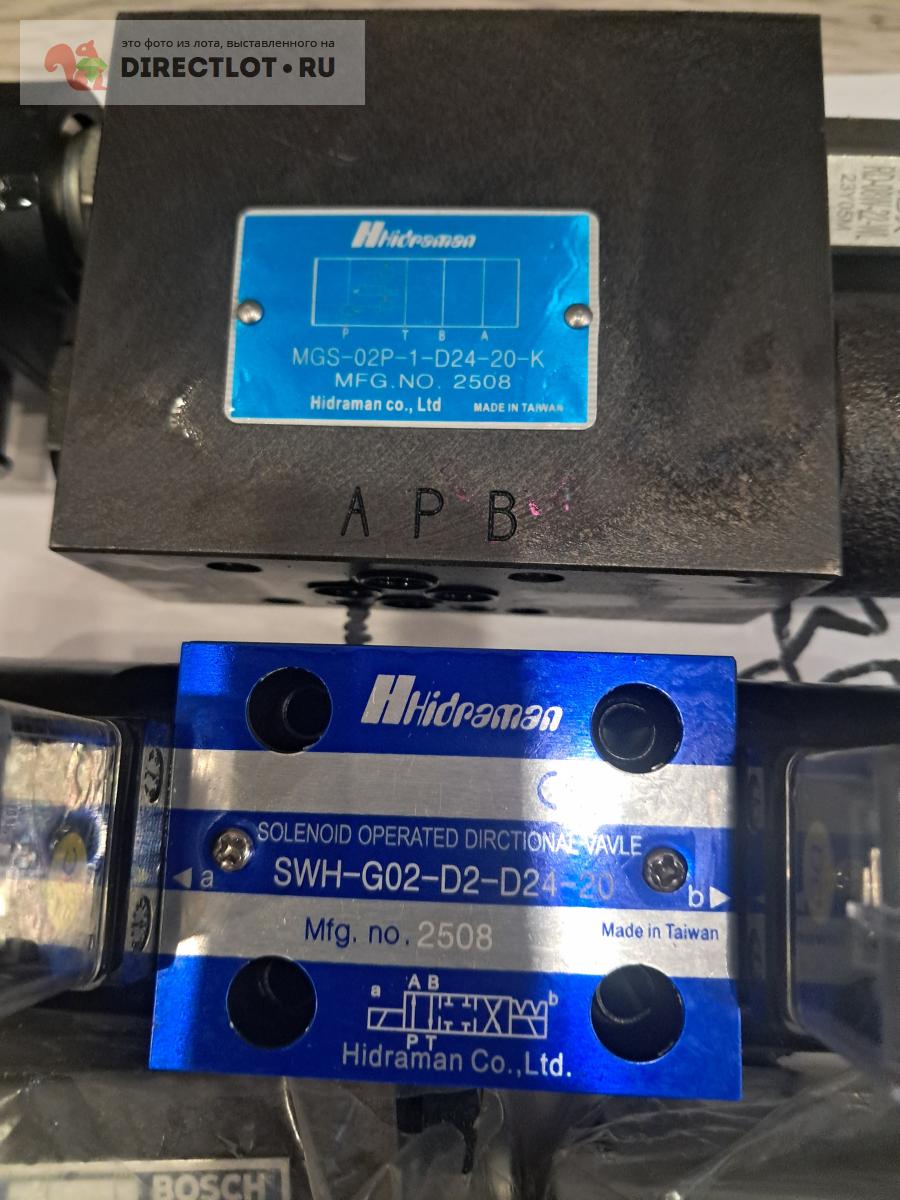 это фото из лота, выставленного на
DIRECTLOT•RU
23Y05M
Hidraman
P T B A
MGS-02P-1-D24-20-K
MFG.NO. 2508
Hidraman co., Ltd MADE IN TAIWAN
A P B
Hidraman
SOLENOID OPERATED DIRCTIONAL VAVLE
SWH-G02-D2-D24-20
◀a b▶
Mfg. no. 2508 Made in Taiwan
A B
a b
P T
Hidraman Co.,Ltd.
BOSCH